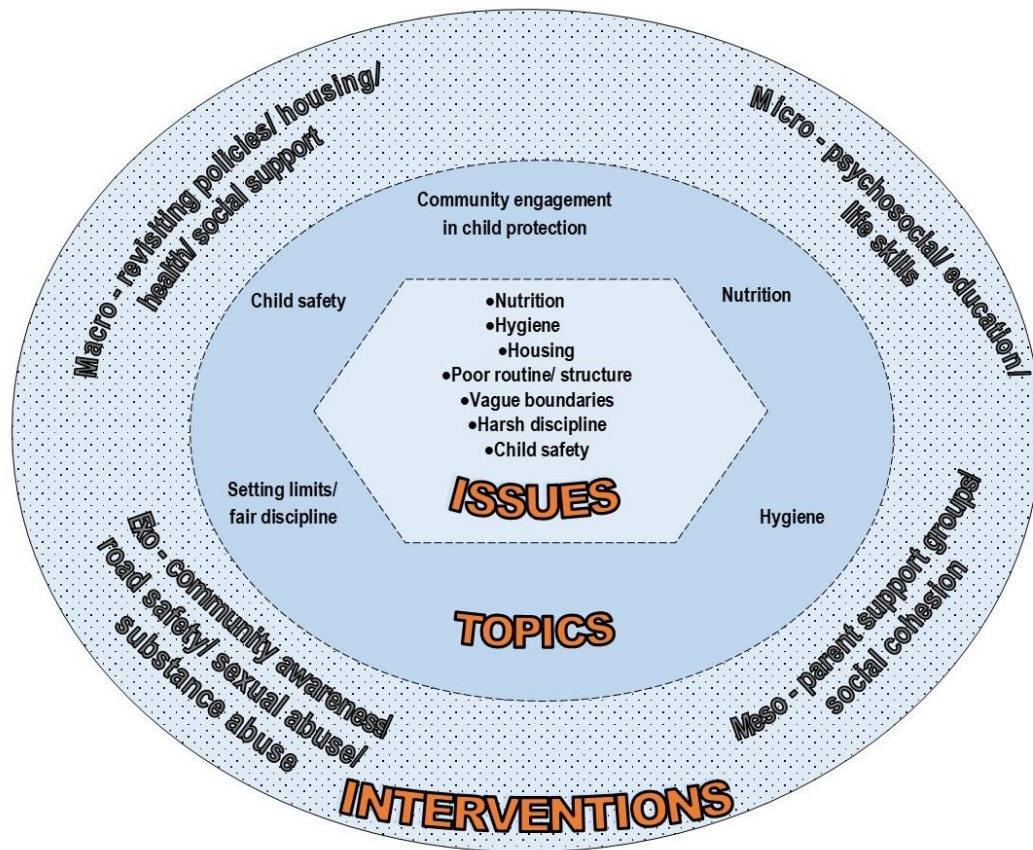 Macro - revisiting policies/ housing/
health/ social support
Micro - psychosocial/ education/
life skills
Community engagement
in child protection
Child safety
Nutrition
●Nutrition
●Hygiene
●Housing
●Poor routine/ structure
●Vague boundaries
●Harsh discipline
●Child safety
ISSUES
Setting limits/
fair discipline
Hygiene
TOPICS
Exo - community awareness/
road safety/ sexual abuse/
substance abuse
Meso - parent support groups/
social cohesion
INTERVENTIONS